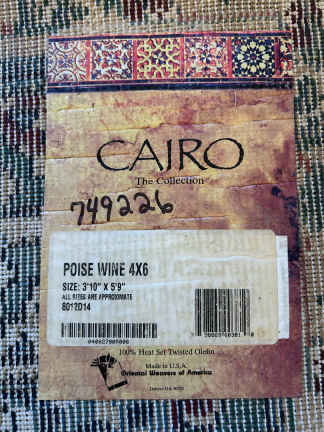 CAIRO
The Collection
749226
POISE WINE 4X6
SIZE: 3'10" X 5'9"
ALL SIZES ARE APPROXIMATE
8012D14
100% Heat Set Twisted Olefin
Made in U.S.A.
Oriental Weavers of America